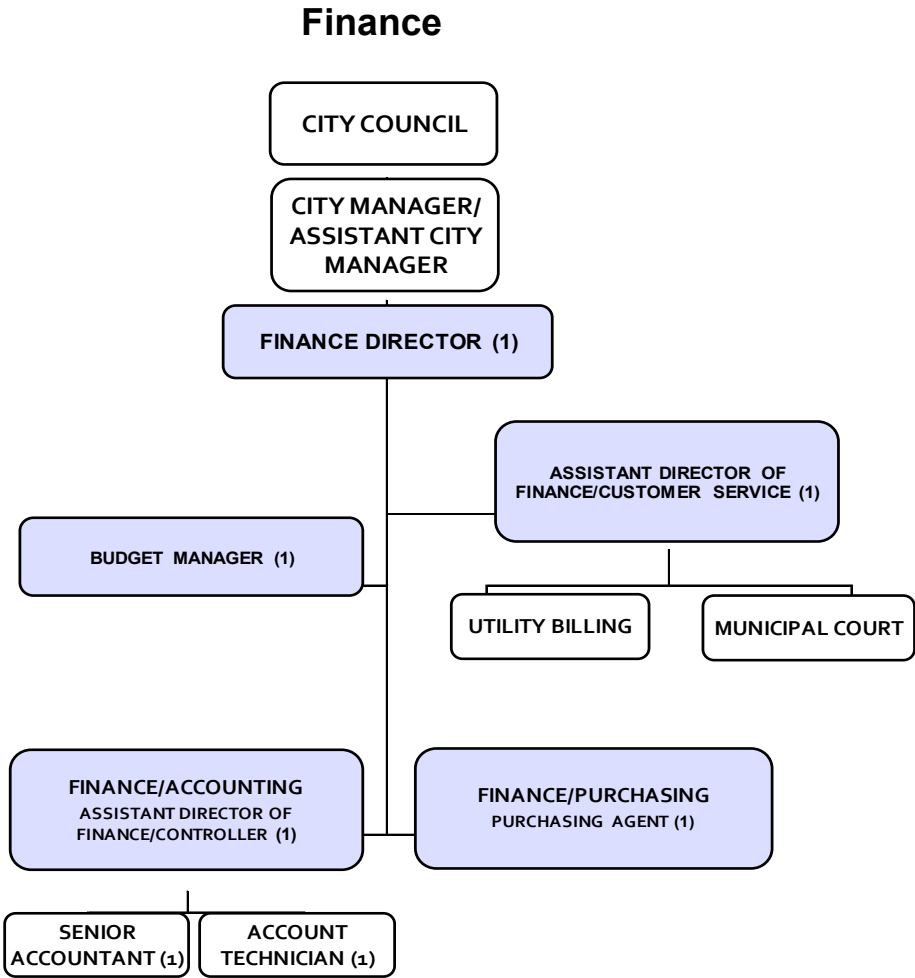 Finance
CITY COUNCIL
CITY MANAGER/
ASSISTANT CITY
MANAGER
FINANCE DIRECTOR (1)
ASSISTANT DIRECTOR OF
FINANCE/CUSTOMER SERVICE (1)
BUDGET MANAGER (1)
UTILITY BILLING
MUNICIPAL COURT
FINANCE/ACCOUNTING
ASSISTANT DIRECTOR OF
FINANCE/CONTROLLER (1)
FINANCE/PURCHASING
PURCHASING AGENT (1)
SENIOR
ACCOUNTANT (1)
ACCOUNT
TECHNICIAN (1)